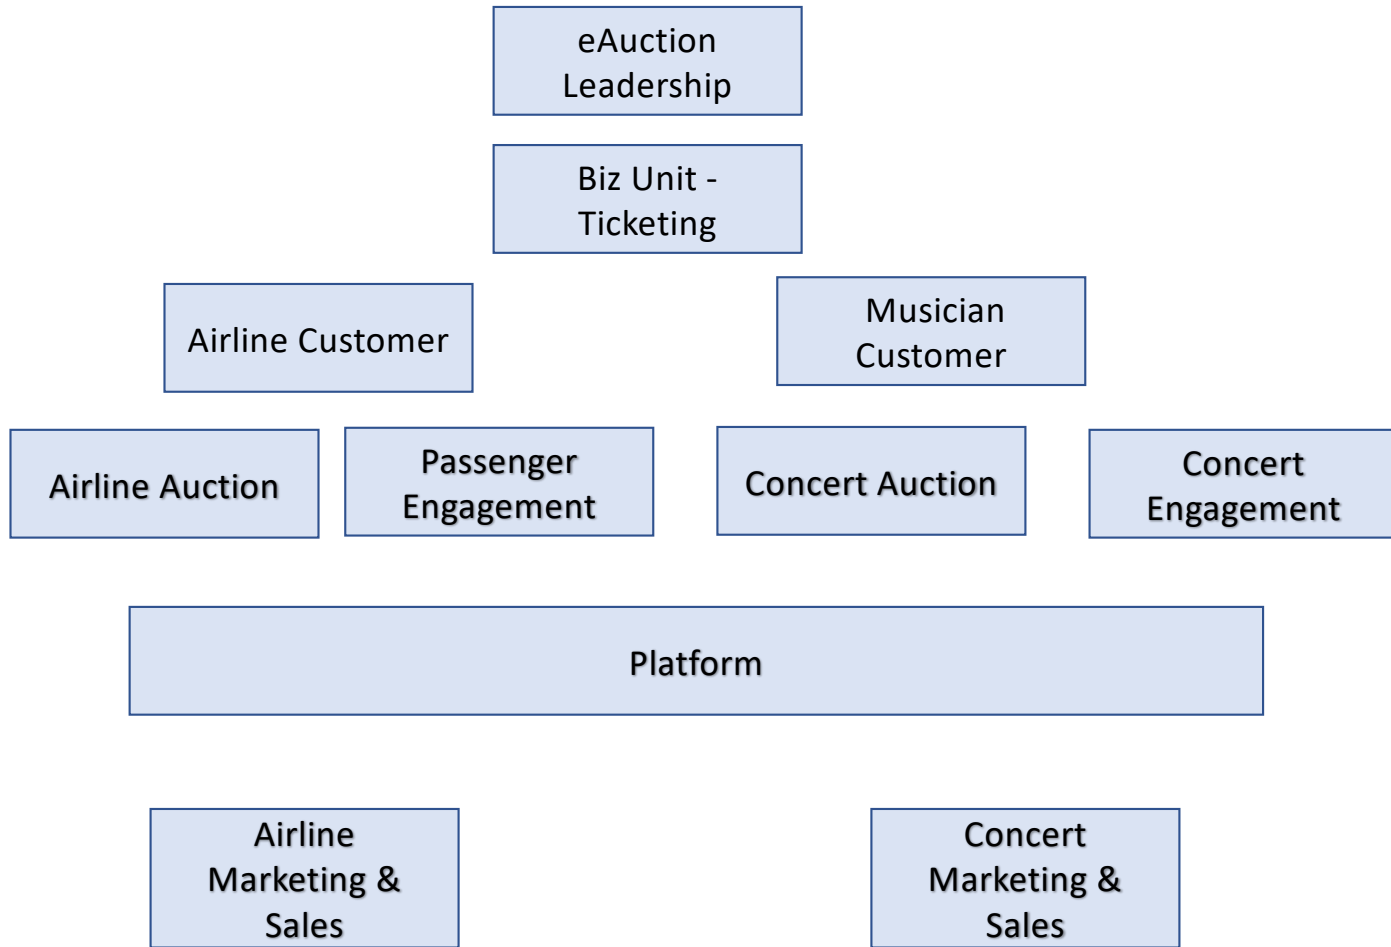 eAuction
Leadership
Biz Unit -
Ticketing
Airline Customer
Musician
Customer
Airline Auction
Passenger
Engagement
Concert Auction
Concert
Engagement
Platform
Airline
Marketing &
Sales
Concert
Marketing &
Sales